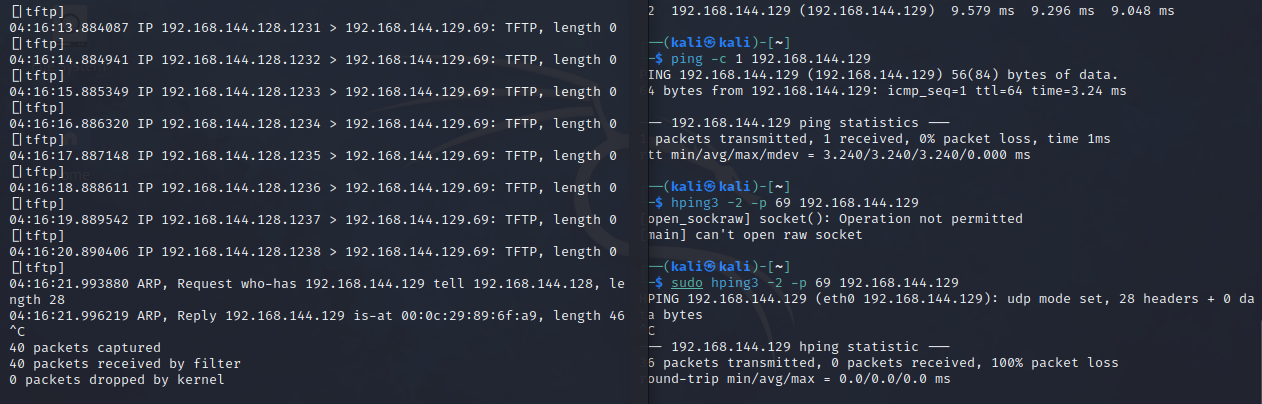 [|tftp]
04:16:13.884087 IP 192.168.144.128.1231 > 192.168.144.129.69: TFTP, length 0
[|tftp]
04:16:14.884941 IP 192.168.144.128.1232 > 192.168.144.129.69: TFTP, length 0
[|tftp]
04:16:15.885349 IP 192.168.144.128.1233 > 192.168.144.129.69: TFTP, length 0
[|tftp]
04:16:16.886320 IP 192.168.144.128.1234 > 192.168.144.129.69: TFTP, length 0
[|tftp]
04:16:17.887148 IP 192.168.144.128.1235 > 192.168.144.129.69: TFTP, length 0
[|tftp]
04:16:18.888611 IP 192.168.144.128.1236 > 192.168.144.129.69: TFTP, length 0
[|tftp]
04:16:19.889542 IP 192.168.144.128.1237 > 192.168.144.129.69: TFTP, length 0
[|tftp]
04:16:20.890406 IP 192.168.144.128.1238 > 192.168.144.129.69: TFTP, length 0
[|tftp]
04:16:21.993880 ARP, Request who-has 192.168.144.129 tell 192.168.144.128, le
ngth 28
04:16:21.996219 ARP, Reply 192.168.144.129 is-at 00:0c:29:89:6f:a9, length 46
^C
40 packets captured
40 packets received by filter
0 packets dropped by kernel
2  192.168.144.129 (192.168.144.129)  9.579 ms  9.296 ms  9.048 ms
──(kali㉿kali)-[~]
─$ ping -c 1 192.168.144.129
PING 192.168.144.129 (192.168.144.129) 56(84) bytes of data.
4 bytes from 192.168.144.129: icmp_seq=1 ttl=64 time=3.24 ms
── 192.168.144.129 ping statistics ──
1 packets transmitted, 1 received, 0% packet loss, time 1ms
tt min/avg/max/mdev = 3.240/3.240/3.240/0.000 ms
──(kali㉿kali)-[~]
─$ hping3 -2 -p 69 192.168.144.129
[open_sockraw] socket(): Operation not permitted
[main] can't open raw socket
──(kali㉿kali)-[~]
─$ sudo hping3 -2 -p 69 192.168.144.129
HPING 192.168.144.129 (eth0 192.168.144.129): udp mode set, 28 headers + 0 da
ta bytes
^C
── 192.168.144.129 hping statistic ──
36 packets transmitted, 0 packets received, 100% packet loss
ound-trip min/avg/max = 0.0/0.0/0.0 ms